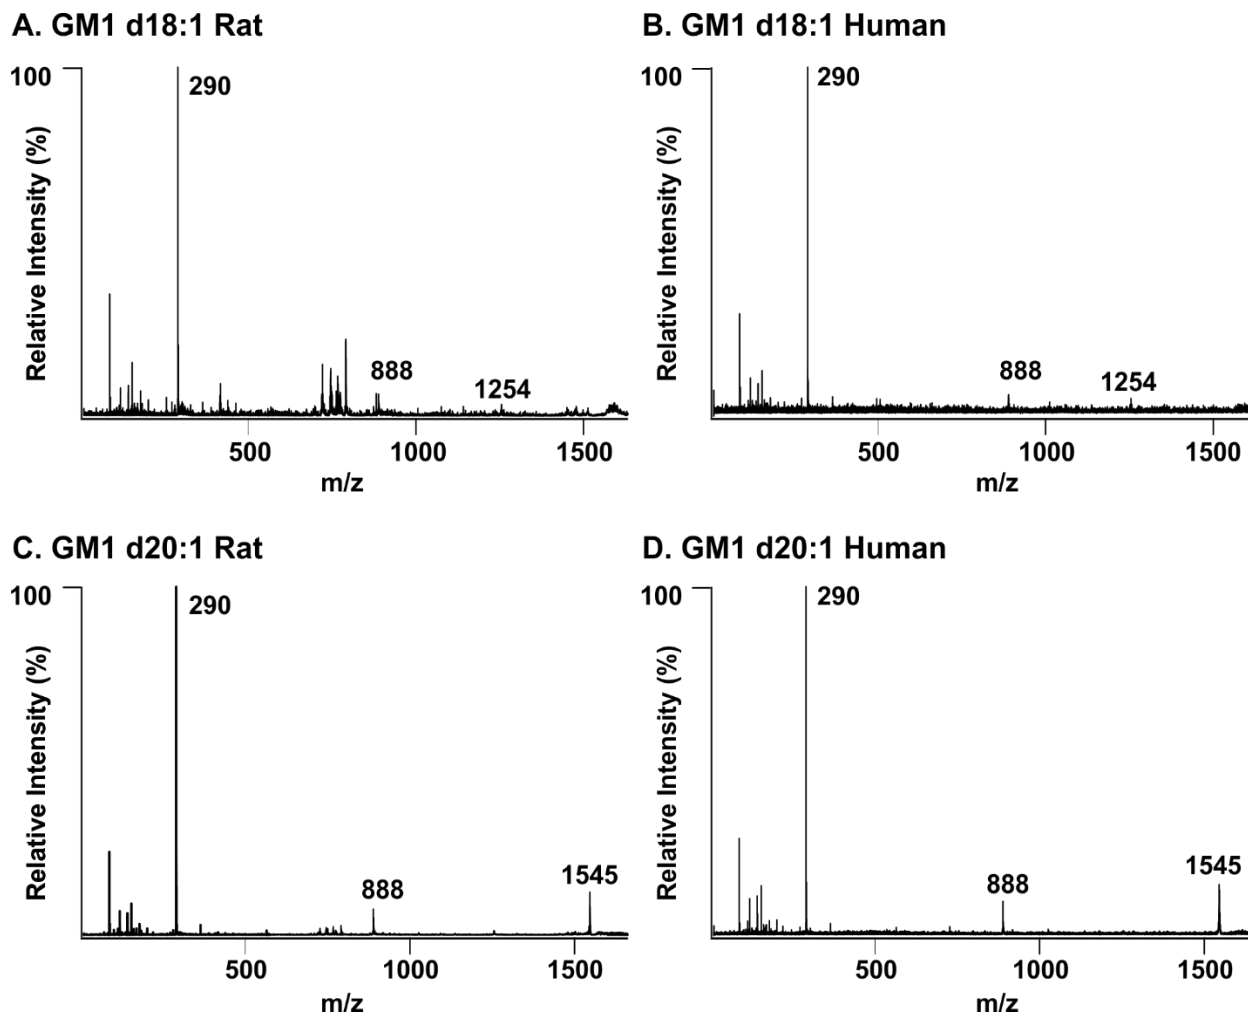 A. GM1 d18:1 Rat
100
290
888
1254
Relative Intensity (%)
500
1000
1500
m/z
B. GM1 d18:1 Human
100
290
888
1254
Relative Intensity (%)
500
1000
1500
m/z
C. GM1 d20:1 Rat
100
290
888
1545
Relative Intensity (%)
500
1000
1500
m/z
D. GM1 d20:1 Human
100
290
888
1545
Relative Intensity (%)
500
1000
1500
m/z